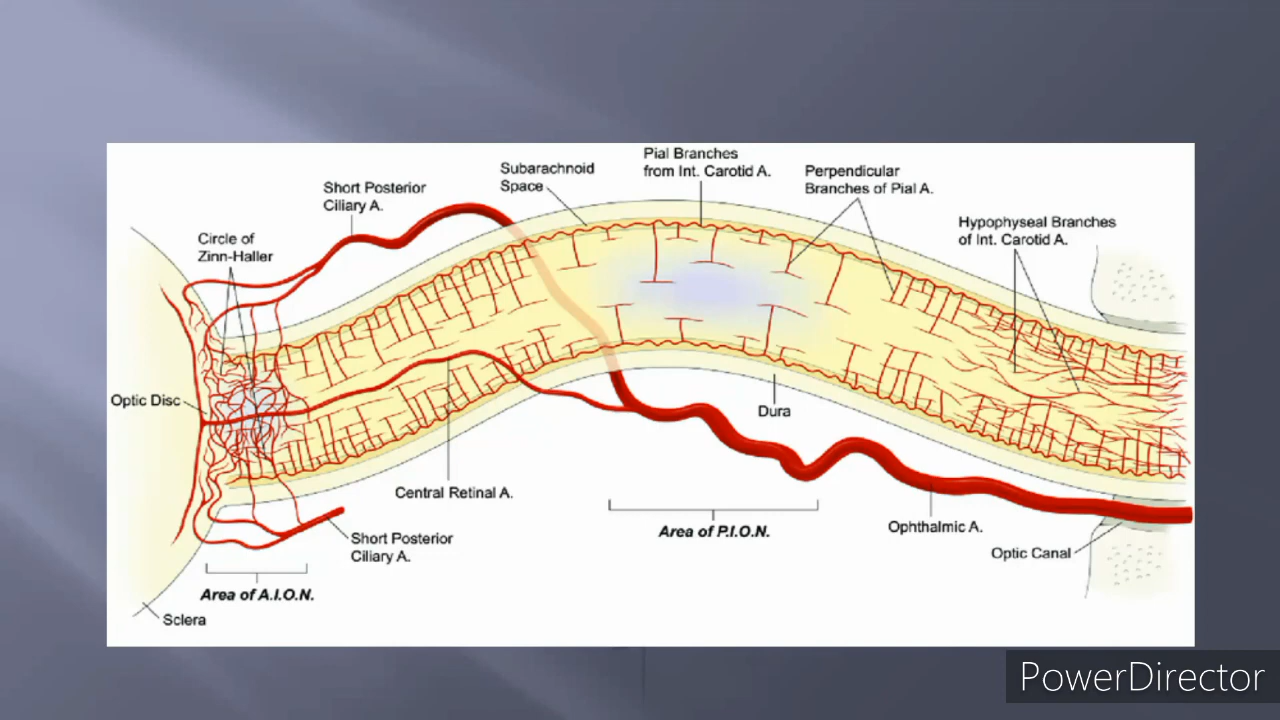 Pial Branches
from Int. Carotid A.
Subarachnoid
Space
Perpendicular
Branches of Pial A.
Short Posterior
Ciliary A.
Hypophyseal Branches
of Int. Carotid A.
Circle of
Zinn-Haller
Optic Disc
Dura
Central Retinal A.
Area of P.I.O.N.
Ophthalmic A.
Short Posterior
Ciliary A.
Optic Canal
Area of A.I.O.N.
Sclera
PowerDirector